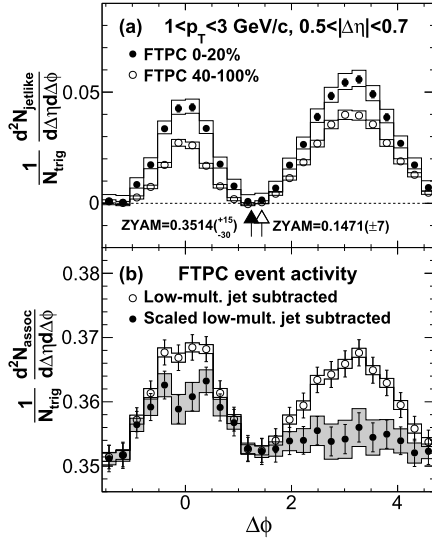 (a) 1<p_T<3 GeV/c, 0.5<|Δη|<0.7
● FTPC 0-20%
○ FTPC 40-100%
1/N_trig d²N_jetlike/dΔηdΔφ
0.05
0
ZYAM=0.3514(+15 -30) ZYAM=0.1471(±7)
(b) FTPC event activity
○ Low-mult. jet subtracted
● Scaled low-mult. jet subtracted
1/N_trig d²N_assoc/dΔηdΔφ
0.38
0.37
0.36
0.35
0 2 4
Δφ